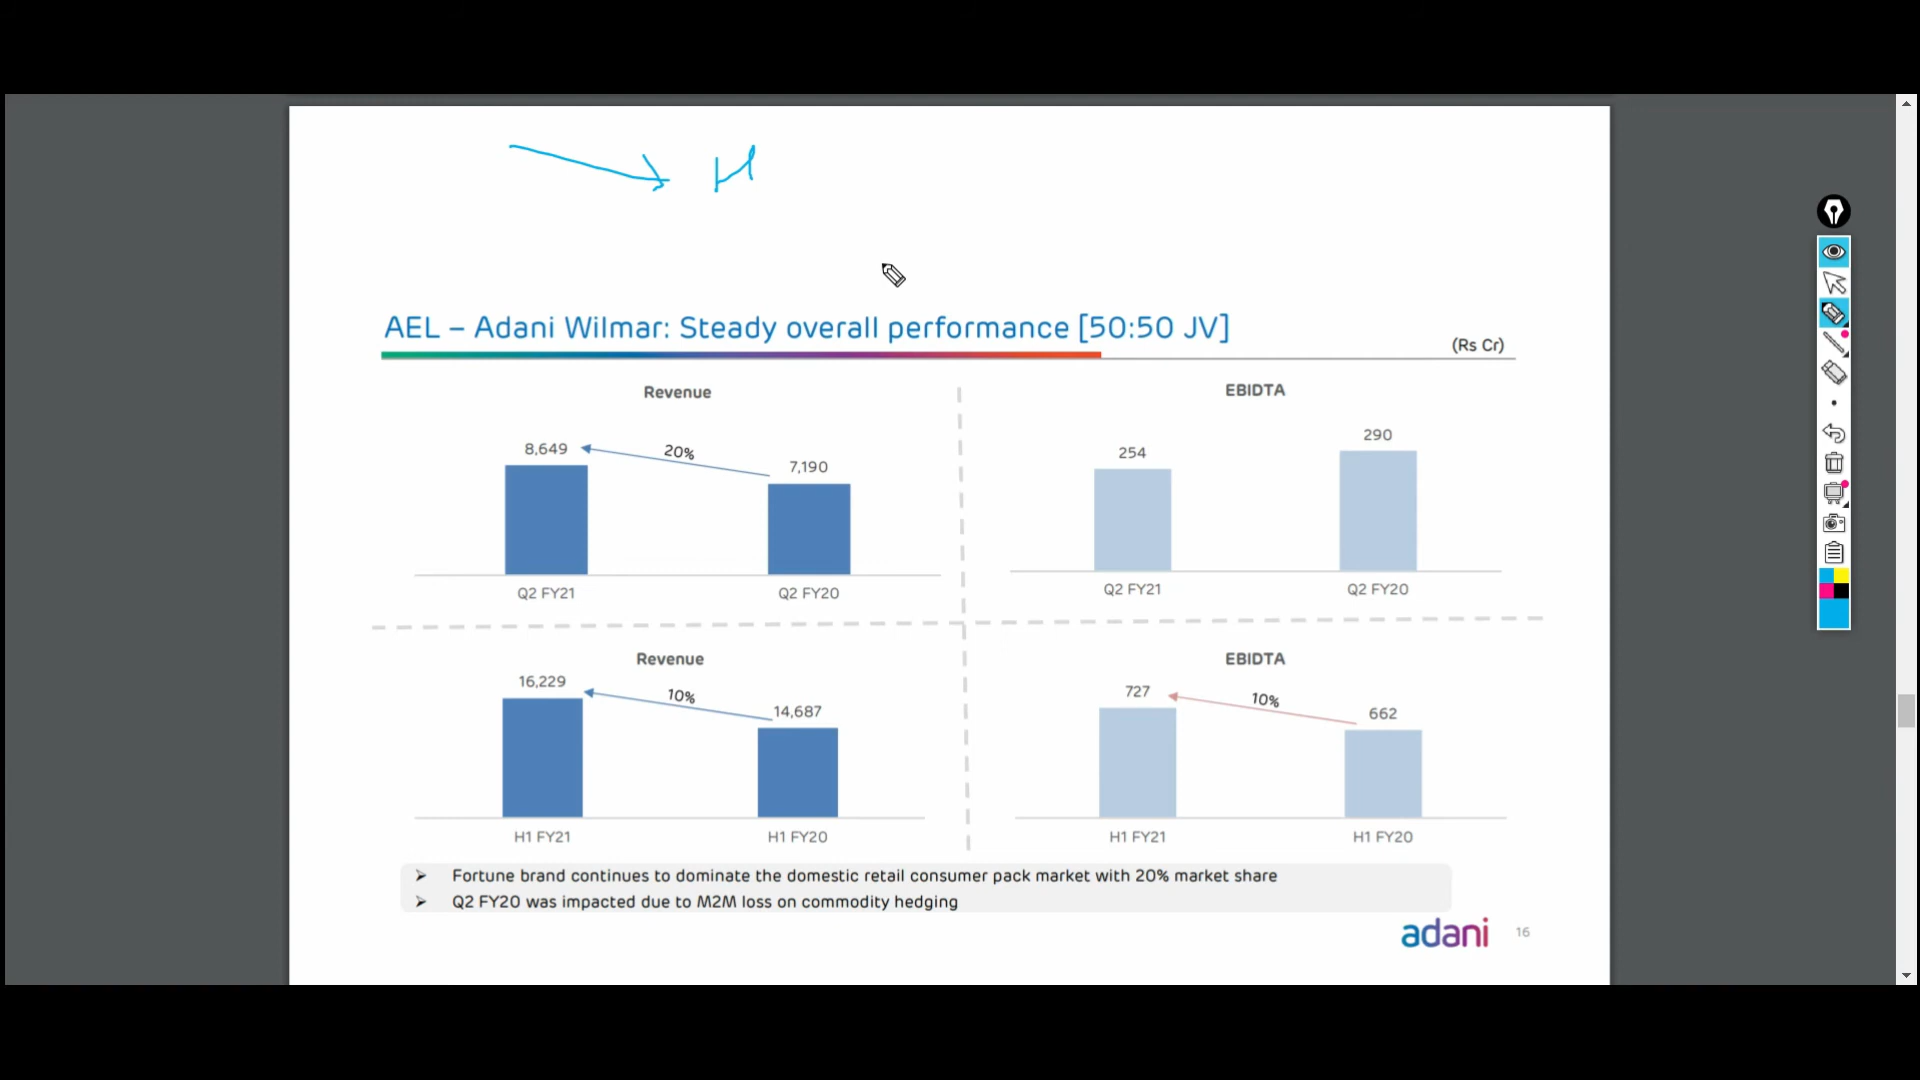 H
AEL – Adani Wilmar: Steady overall performance [50:50 JV]
(Rs Cr)
Revenue
8,649
20%
7,190
Q2 FY21
Q2 FY20
EBIDTA
254
290
Q2 FY21
Q2 FY20
Revenue
16,229
10%
14,687
H1 FY21
H1 FY20
EBIDTA
727
10%
662
H1 FY21
H1 FY20
➢ Fortune brand continues to dominate the domestic retail consumer pack market with 20% market share
➢ Q2 FY20 was impacted due to M2M loss on commodity hedging
adani
16